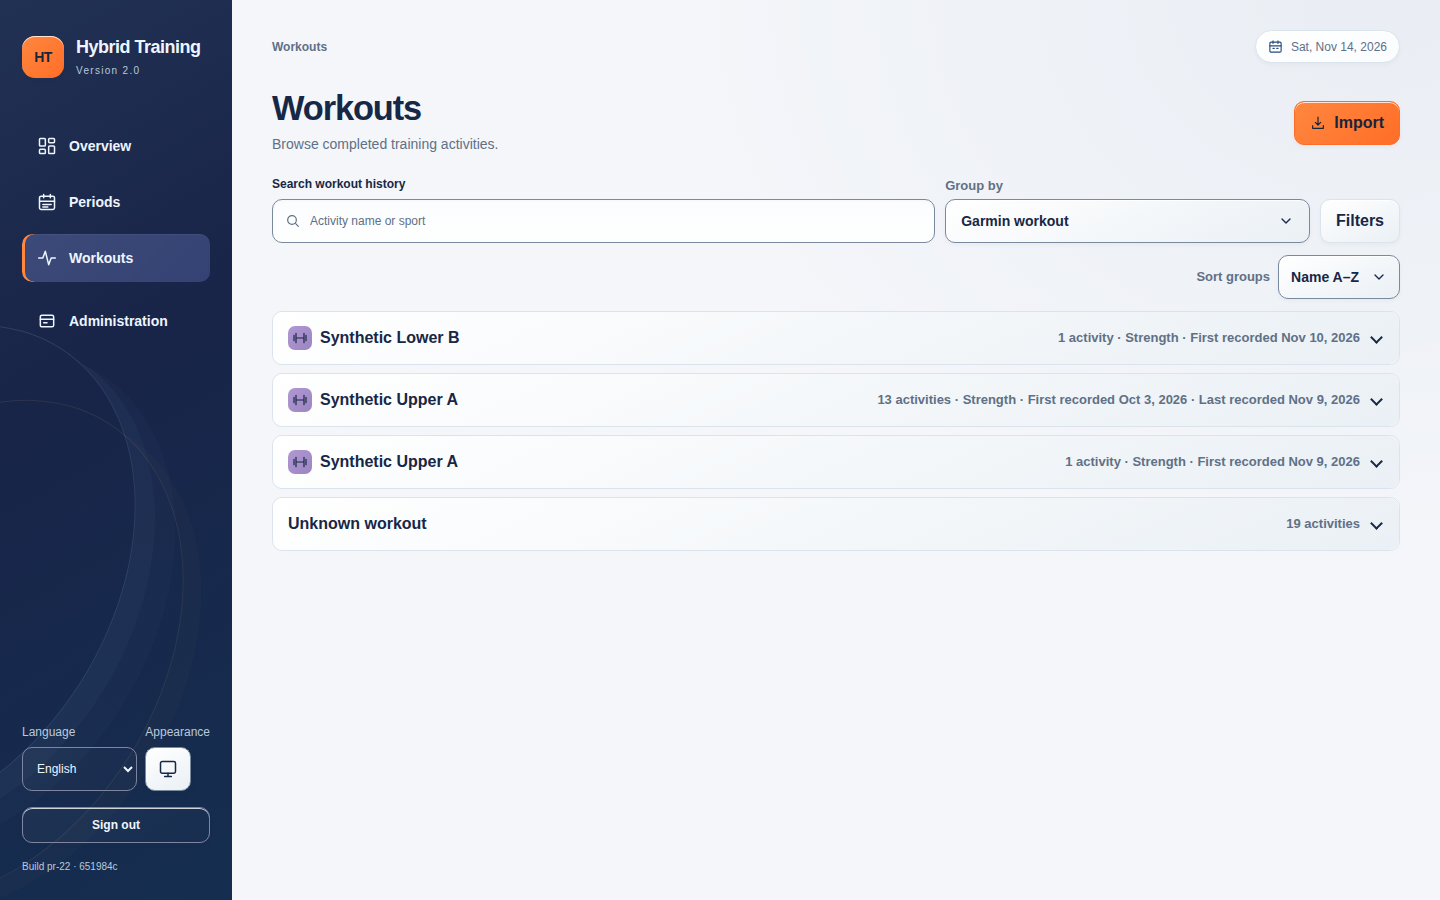 HT
Hybrid Training
Version 2.0
Overview
Periods
Workouts
Administration
Language
Appearance
English
Sign out
Build pr-22 · 651984c
Workouts
Sat, Nov 14, 2026
Workouts
Browse completed training activities.
Import
Search workout history
Group by
Activity name or sport
Garmin workout
Filters
Sort groups
Name A–Z
Synthetic Lower B
1 activity · Strength · First recorded Nov 10, 2026
Synthetic Upper A
13 activities · Strength · First recorded Oct 3, 2026 · Last recorded Nov 9, 2026
Synthetic Upper A
1 activity · Strength · First recorded Nov 9, 2026
Unknown workout
19 activities